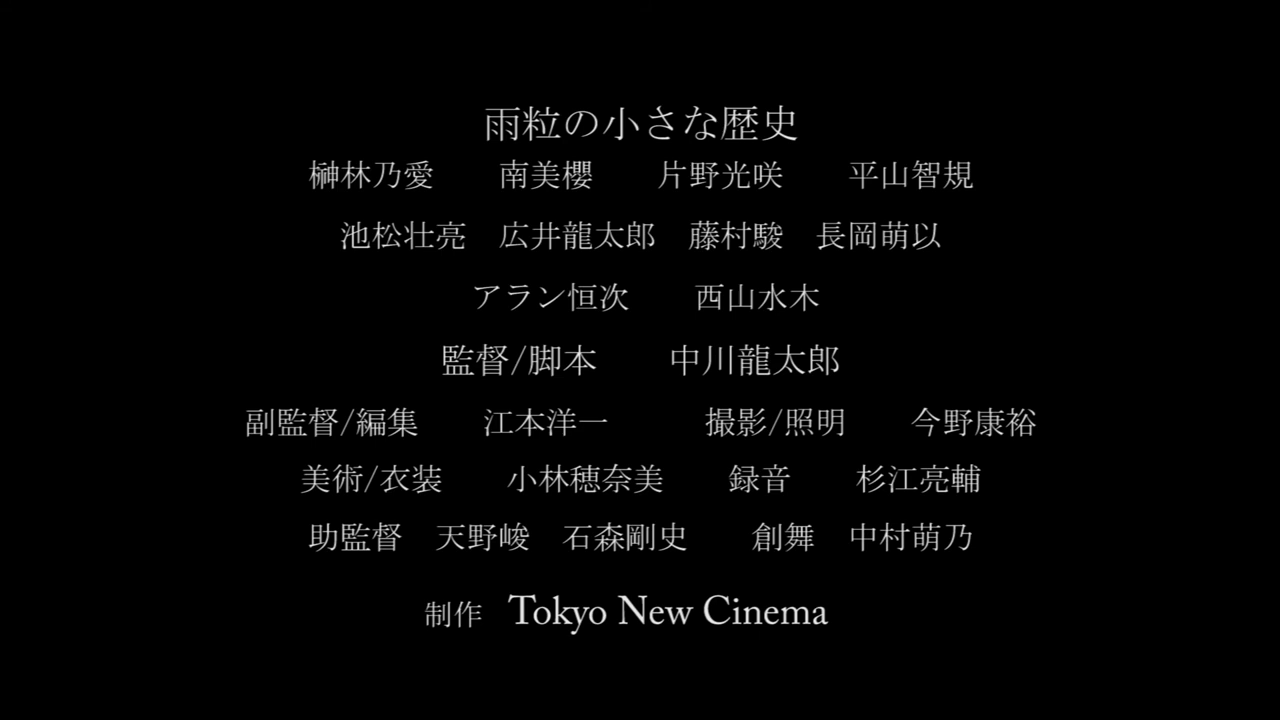 雨粒の小さな歴史
榊林乃愛　　南美櫻　　片野光咲　　平山智規
池松壮亮　広井龍太郎　藤村駿　長岡萌以
アラン恒次　　西山水木
監督/脚本　　中川龍太郎
副監督/編集　　江本洋一　　　撮影/照明　　今野康裕
美術/衣装　　小林穂奈美　　録音　　杉江亮輔
助監督　天野峻　石森剛史　　創舞　中村萌乃
制作　Tokyo New Cinema